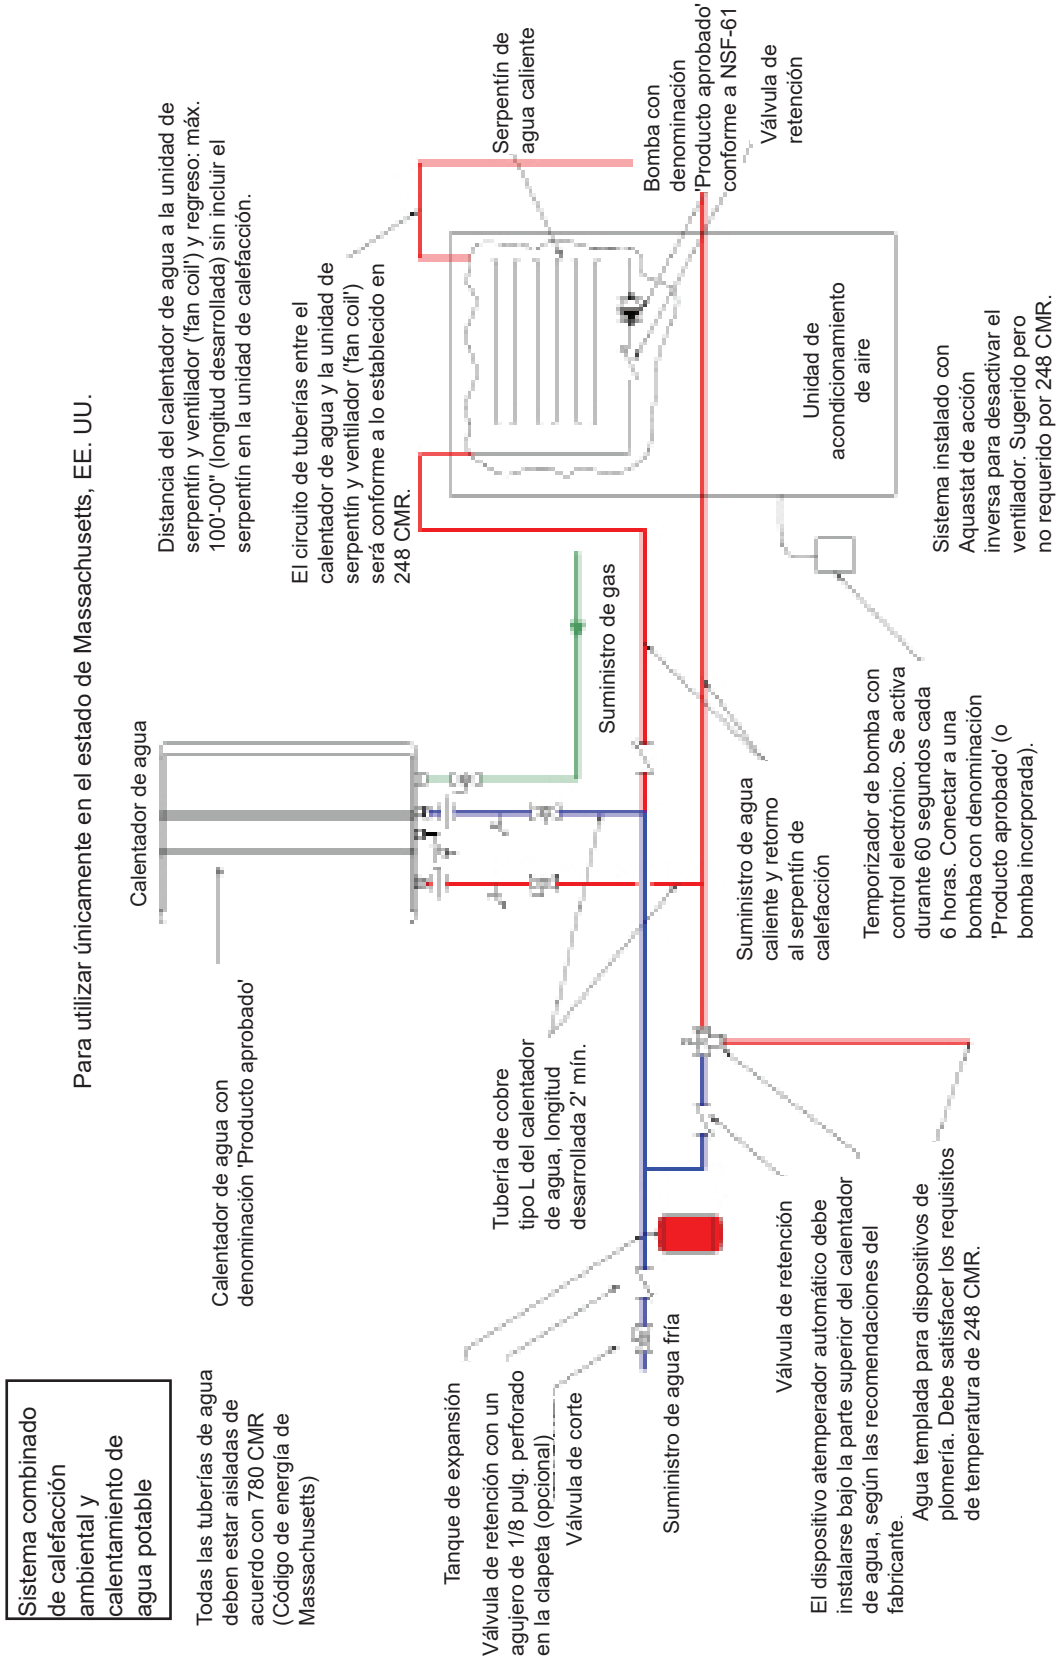 Para utilizar únicamente en el estado de Massachusetts, EE. UU.
Sistema combinado
de calefacción
ambiental y
calentamiento de
agua potable
Todas las tuberías de agua
deben estar aisladas de
acuerdo con 780 CMR
(Código de energía de
Massachusetts)
Calentador de agua con
denominación 'Producto aprobado'
Calentador de agua
Distancia del calentador de agua a la unidad de
serpentín y ventilador ('fan coil') y regreso: máx.
100'-00" (longitud desarrollada) sin incluir el
serpentín en la unidad de calefacción.
El circuito de tuberías entre el
calentador de agua y la unidad de
serpentín y ventilador ('fan coil')
será conforme a lo establecido en
248 CMR.
Serpentín de
agua caliente
Bomba con
denominación
'Producto aprobado'
conforme a NSF-61
Válvula de
retención
Suministro de gas
Unidad de
acondicionamiento
de aire
Tubería de cobre
tipo L del calentador
de agua, longitud
desarrollada 2' mín.
Suministro de agua
caliente y retorno
al serpentín de
calefacción
Temporizador de bomba con
control electrónico. Se activa
durante 60 segundos cada
6 horas. Conectar a una
bomba con denominación
'Producto aprobado' (o
bomba incorporada).
Sistema instalado con
Aquastat de acción
inversa para desactivar el
ventilador. Sugerido pero
no requerido por 248 CMR.
Tanque de expansión
Válvula de retención con un
agujero de 1/8 pulg. perforado
en la clapeta (opcional)
Válvula de corte
Suministro de agua fría
Válvula de retención
El dispositivo atemperador automático debe
instalarse bajo la parte superior del calentador
de agua, según las recomendaciones del
fabricante.
Agua templada para dispositivos de
plomería. Debe satisfacer los requisitos
de temperatura de 248 CMR.